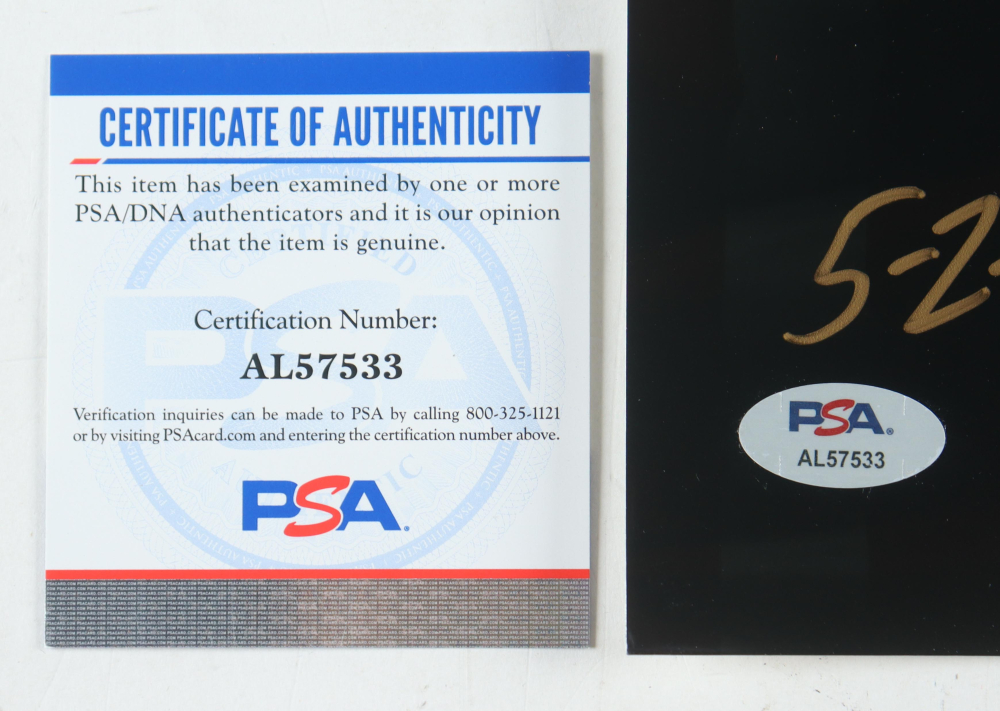 CERTIFICATE OF AUTHENTICITY
This item has been examined by one or more
PSA/DNA authenticators and it is our opinion
that the item is genuine.
Certification Number:
AL57533
Verification inquiries can be made to PSA by calling 800-325-1121
or by visiting PSAcard.com and entering the certification number above.
PSA
5-2-
PSA
AL57533